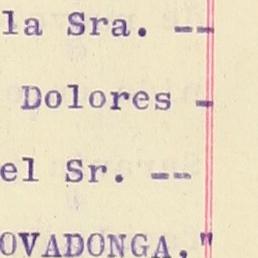 la Sra. --
Dolores -
el Sr. --
OVADONGA."